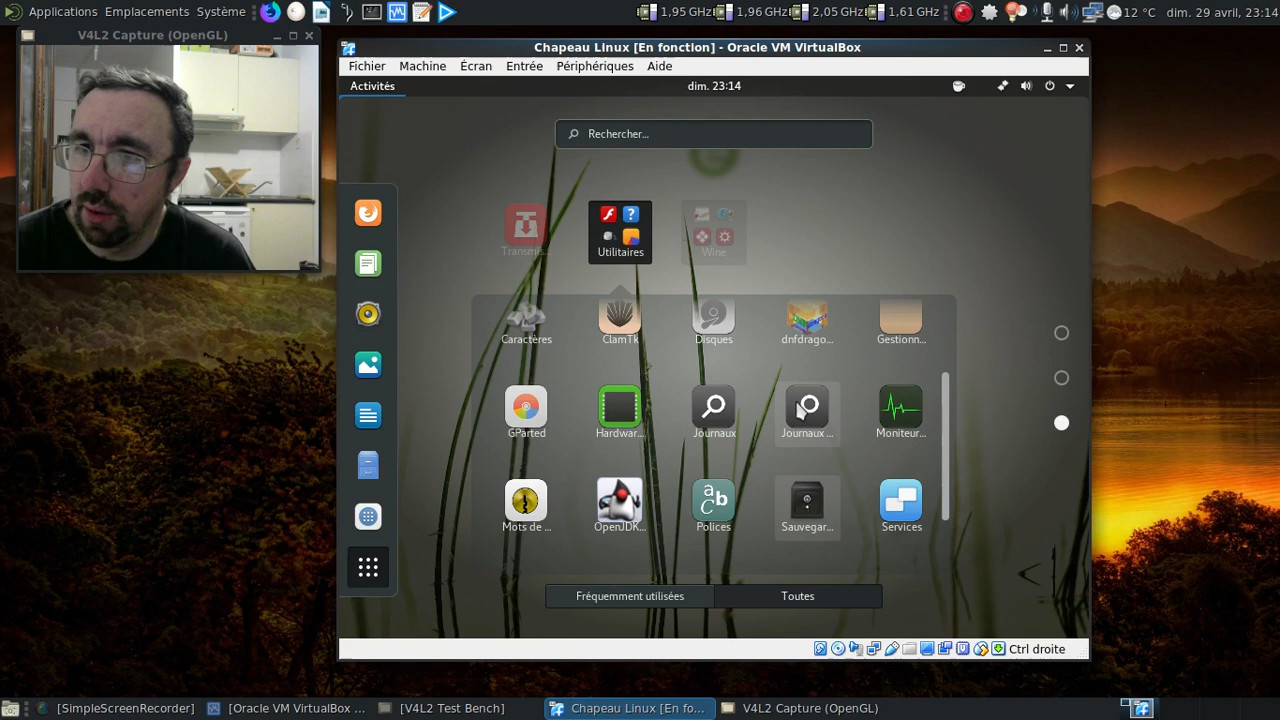 Applications Emplacements Système
1,95 GHz 1,96 GHz 2,05 GHz 1,61 GHz 12 °C dim. 29 avril, 23:14
V4L2 Capture (OpenGL)
Chapeau Linux [En fonction] - Oracle VM VirtualBox
Fichier Machine Écran Entrée Périphériques Aide
Activités dim. 23:14
Rechercher...
Transmis... Utilitaires Wine
Caractères ClamTk Disques dnfdrago... Gestionn...
GParted Hardwar... Journaux Journaux ... Moniteur...
Mots de ... OpenJDK... Polices Sauvegar... Services
Fréquemment utilisées Toutes
Ctrl droite
[SimpleScreenRecorder] [Oracle VM VirtualBox ... [V4L2 Test Bench] Chapeau Linux [En fo... V4L2 Capture (OpenGL)